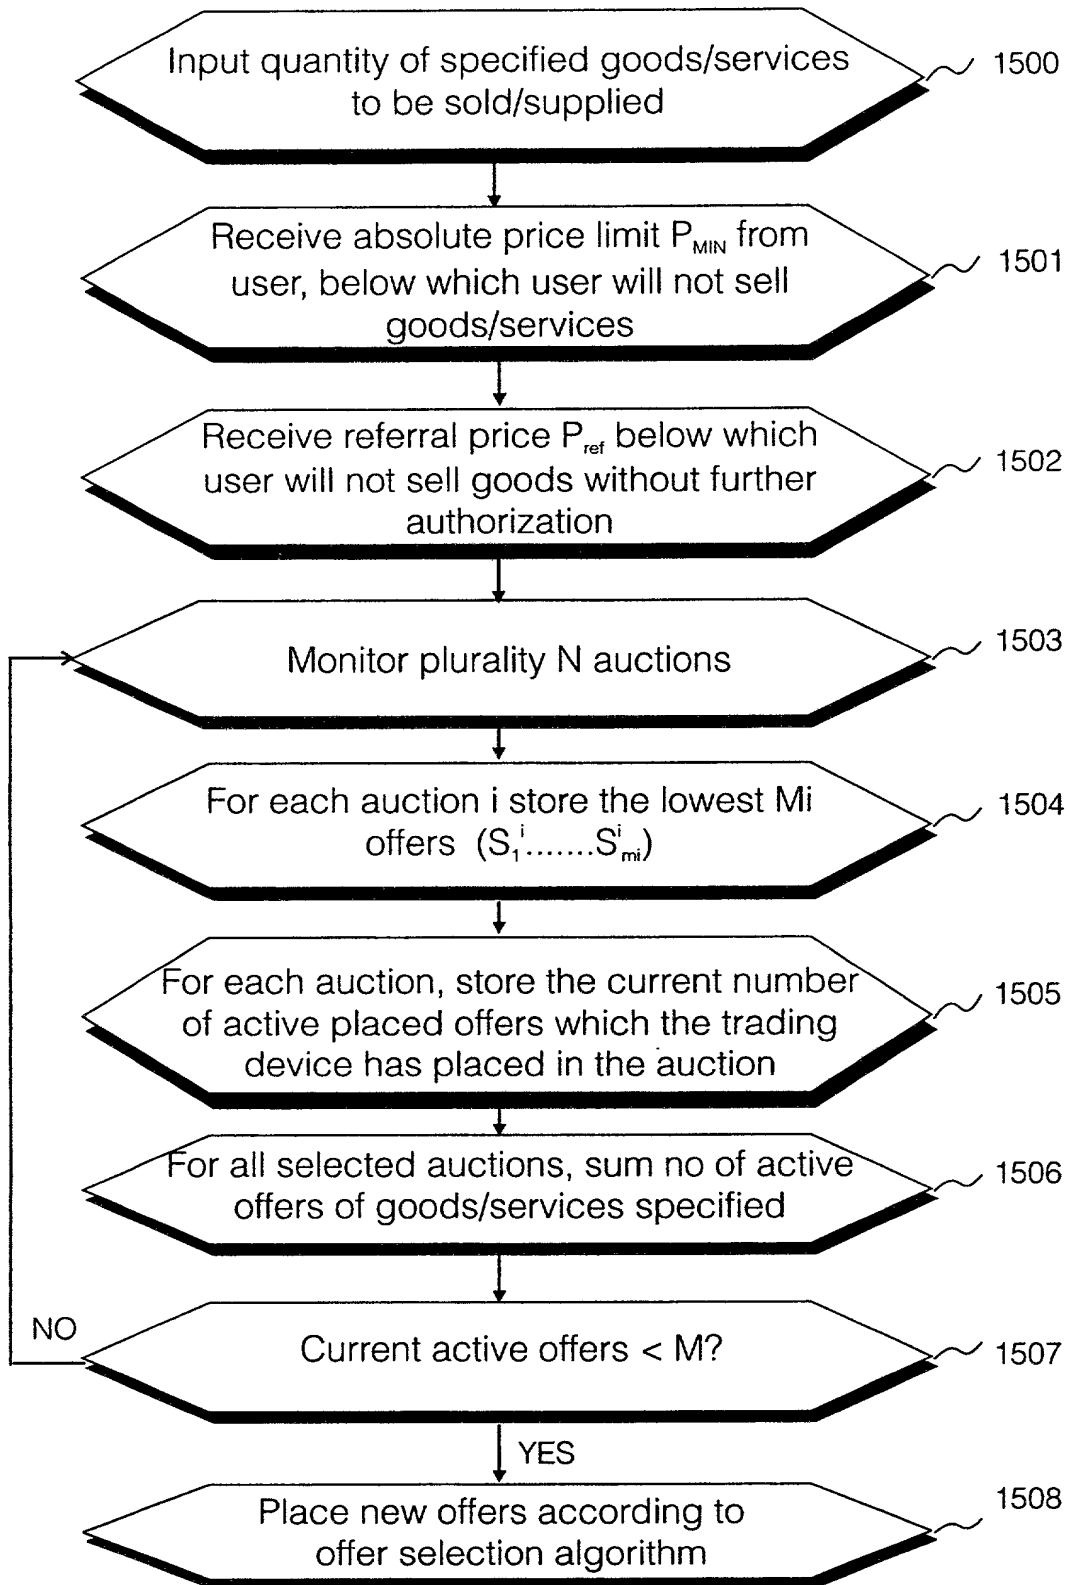 Input quantity of specified goods/services
to be sold/supplied
1500
Receive absolute price limit P_MIN from
user, below which user will not sell
goods/services
1501
Receive referral price P_ref below which
user will not sell goods without further
authorization
1502
Monitor plurality N auctions
1503
For each auction i store the lowest Mi
offers (S_1^i.......S_mi^i)
1504
For each auction, store the current number
of active placed offers which the trading
device has placed in the auction
1505
For all selected auctions, sum no of active
offers of goods/services specified
1506
NO
Current active offers < M?
1507
YES
Place new offers according to
offer selection algorithm
1508